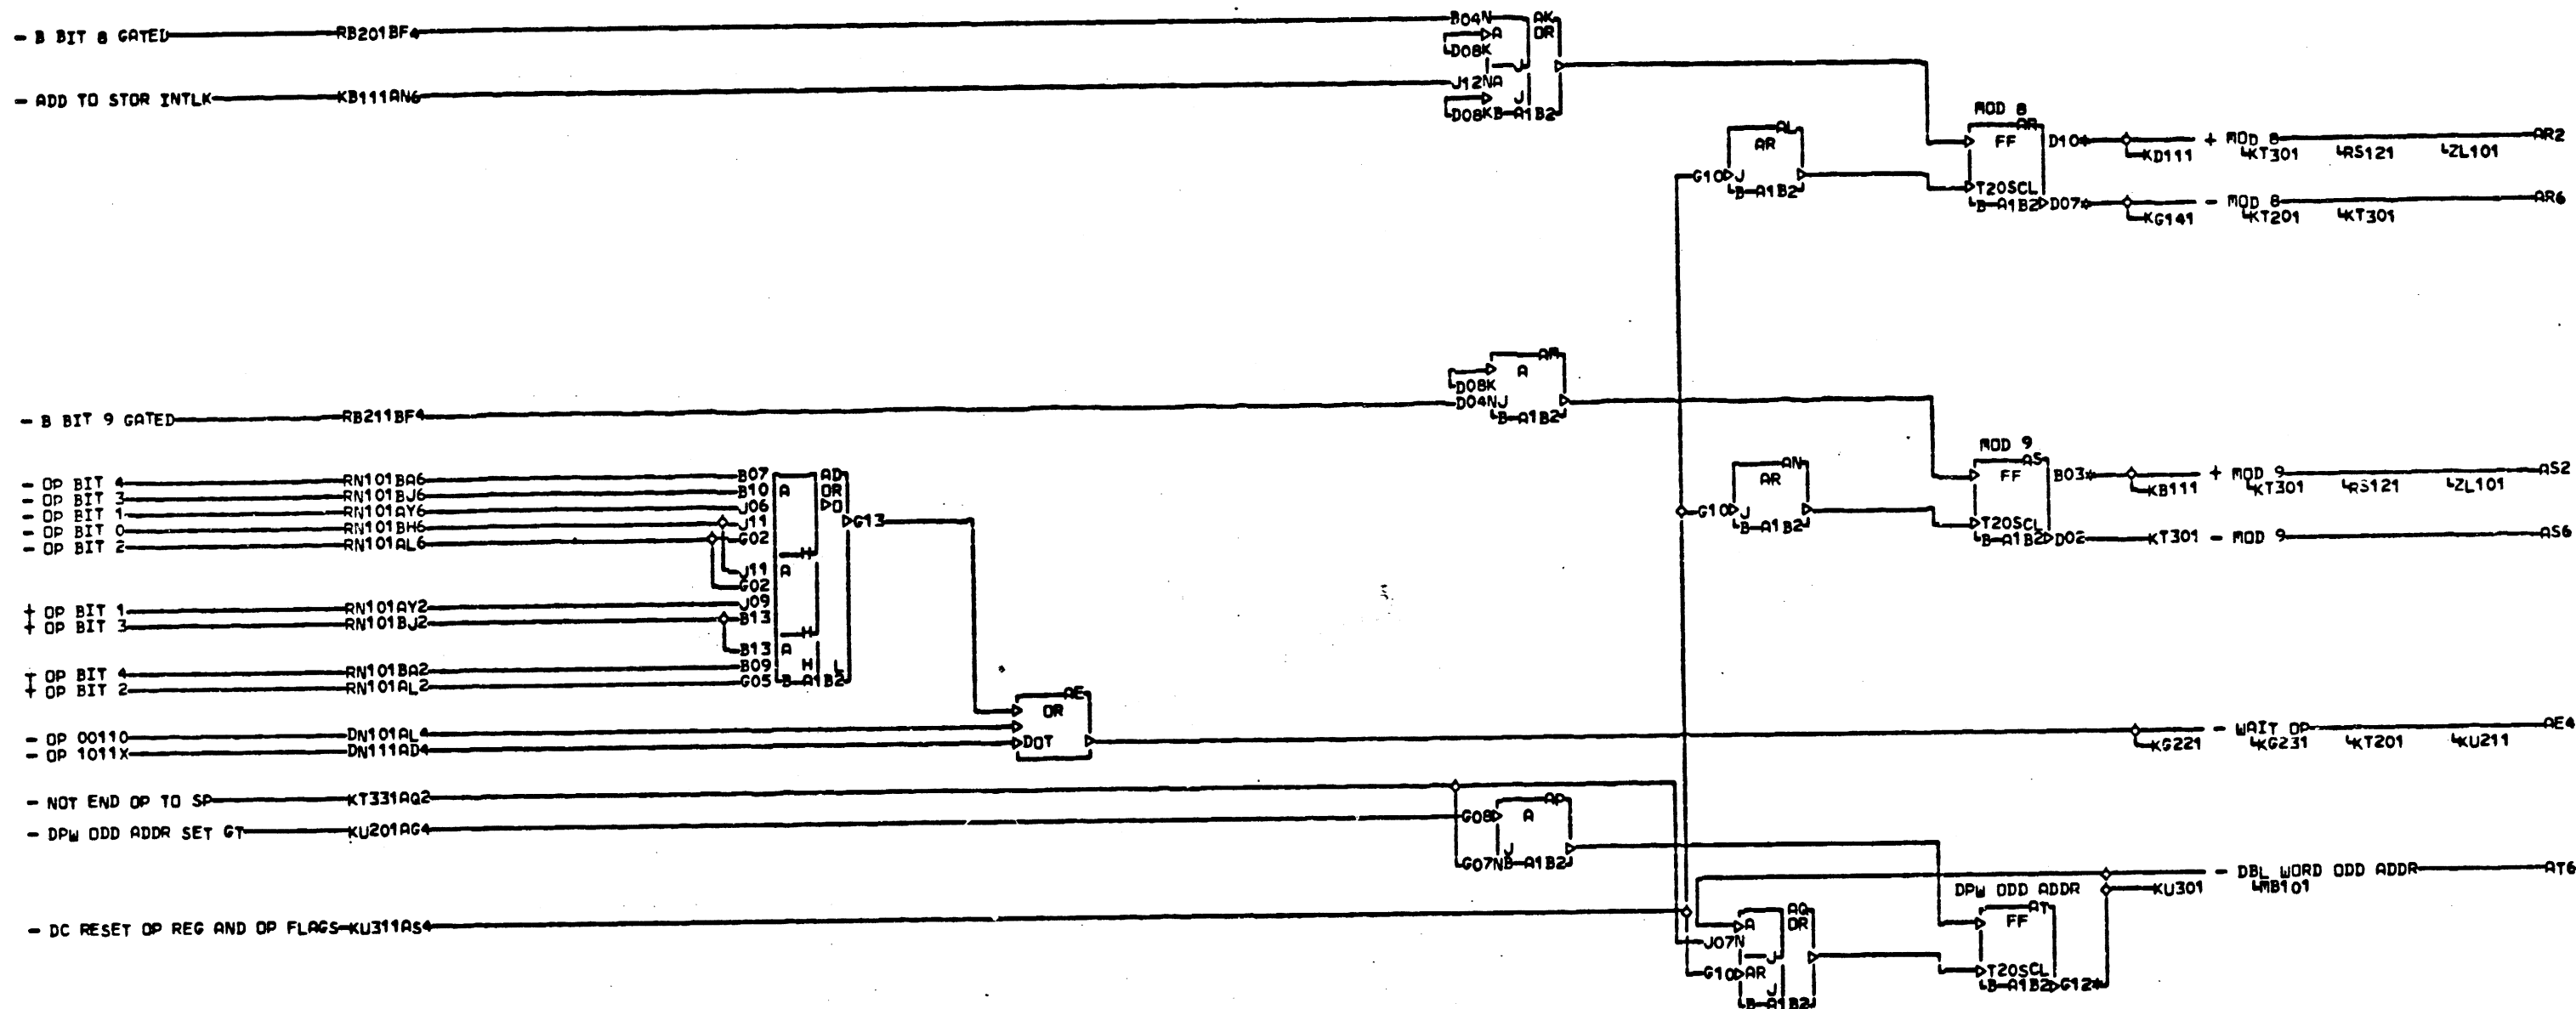 - B BIT 8 GATED RB201BF4 B04N AK
A OR
D08K
J
- ADD TO STOR INTLK KB111AN6 J12NA
J
D08KB-A1B2
MOD 8
AL AR
AR FF D10* + MOD 8 AR2
KD111 KT301 RS121 ZL101
G10 J T20SCL
B-A1B2 B-A1B2 D07* - MOD 8 AR6
KG141 KT201 KT301
AM
A
D08K
- B BIT 9 GATED RB211BF4 D04NJ
B-A1B2
MOD 9
AN AS
AR FF B03* + MOD 9 AS2
KB111 KT301 RS121 ZL101
G10 J T20SCL
B-A1B2 B-A1B2 D02 KT301 - MOD 9 AS6
- OP BIT 4 RN101BA6 B07 AD
- OP BIT 3 RN101BJ6 B10 A OR
- OP BIT 1 RN101AY6 J06 O
- OP BIT 0 RN101BH6 J11 G13
- OP BIT 2 RN101AL6 G02
H
J11 A
G02
+ OP BIT 1 RN101AY2 J09
+ OP BIT 3 RN101BJ2 B13
H
B13 A
OP BIT 4 RN101BA2 B09 H L
+ OP BIT 2 RN101AL2 G05 B-A1B2
AE
OR
- OP 00110 DN101AL4
- OP 1011X DN111AD4 DOT - WAIT OP AE4
KG221 KG231 KT201 KU211
- NOT END OP TO SP KT331AQ2 AP
- DPW ODD ADDR SET GT KU201AG4 G08 A
J
G07NB-A1B2
- DBL WORD ODD ADDR AT6
DPW ODD ADDR KU301 MB101
- DC RESET OP REG AND OP FLAGS KU311AS4 AQ AT
A OR FF
J07N
J
G10 AR T20SCL
J B-A1B2 G12*
B-A1B2